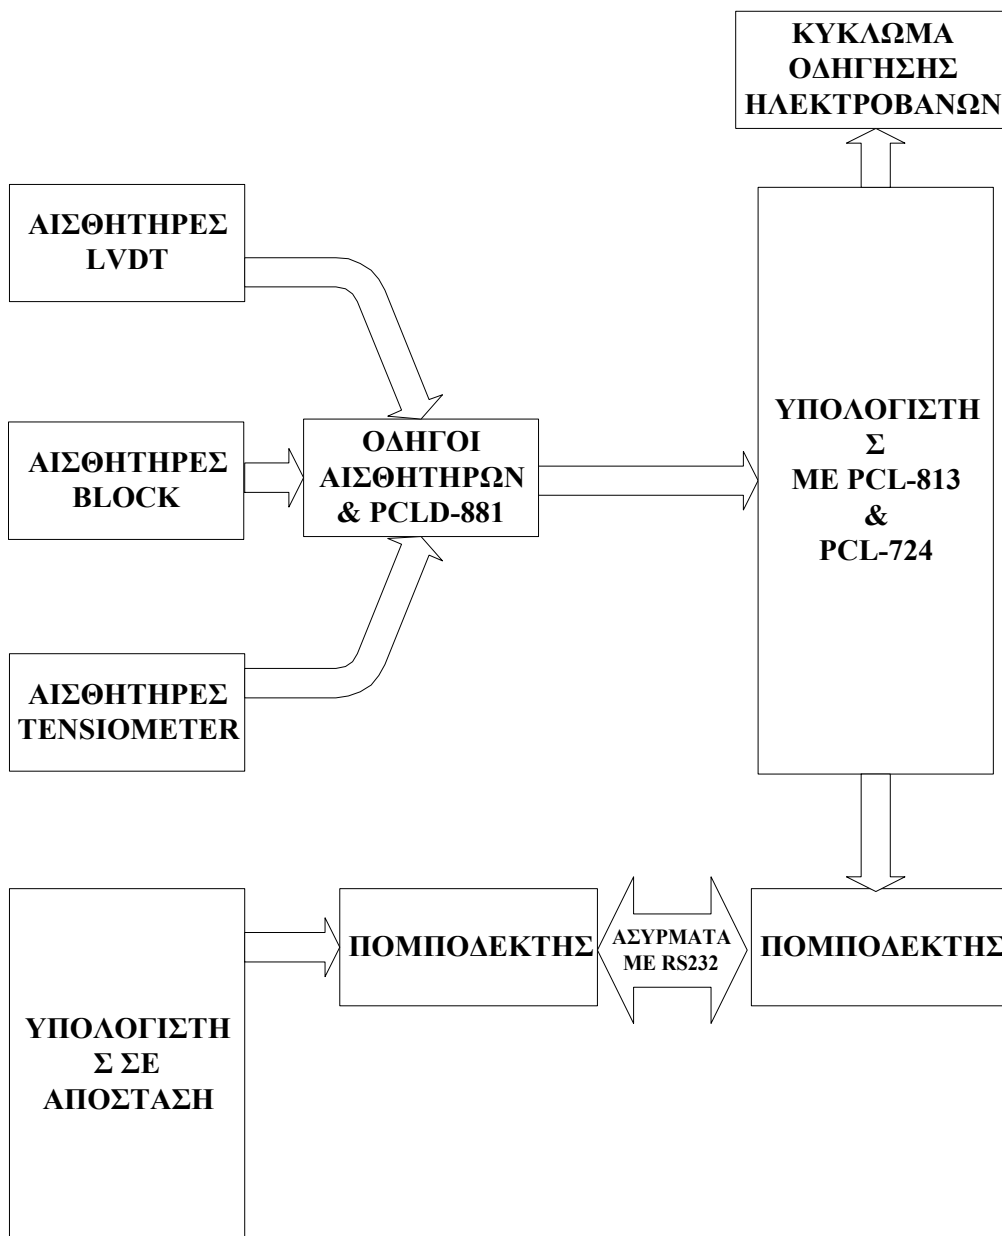 ΚΥΚΛΩΜΑ
ΟΔΗΓΗΣΗΣ
ΗΛΕΚΤΡΟΒΑΝΩΝ
ΑΙΣΘΗΤΗΡΕΣ
LVDT
ΑΙΣΘΗΤΗΡΕΣ
BLOCK
ΟΔΗΓΟΙ
ΑΙΣΘΗΤΗΡΩΝ
& PCLD-881
ΥΠΟΛΟΓΙΣΤΗ
Σ
ΜΕ PCL-813
&
PCL-724
ΑΙΣΘΗΤΗΡΕΣ
TENSIOMETER
ΥΠΟΛΟΓΙΣΤΗ
Σ ΣΕ
ΑΠΟΣΤΑΣΗ
ΠΟΜΠΟΔΕΚΤΗΣ
ΑΣΥΡΜΑΤΑ
ΜΕ RS232
ΠΟΜΠΟΔΕΚΤΗΣ